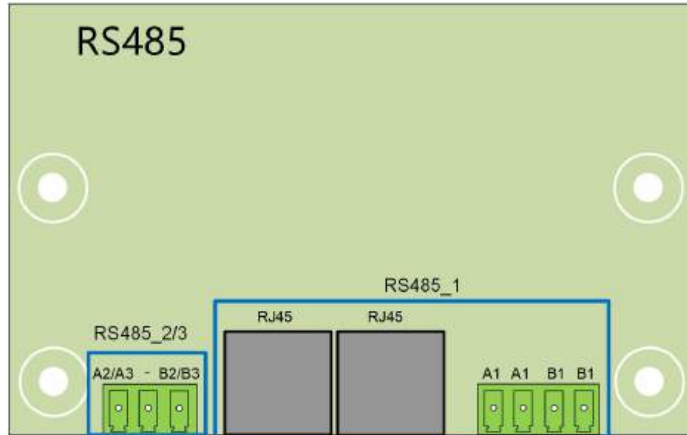 RS485
RS485_1
RJ45 RJ45
RS485_2/3
A2/A3 - B2/B3
A1 A1 B1 B1